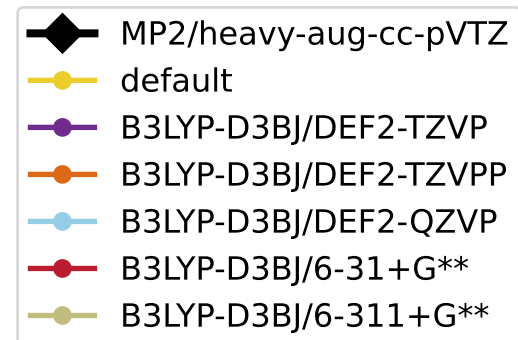 MP2/heavy-aug-cc-pVTZ
default
B3LYP-D3BJ/DEF2-TZVP
B3LYP-D3BJ/DEF2-TZVPP
B3LYP-D3BJ/DEF2-QZVP
B3LYP-D3BJ/6-31+G**
B3LYP-D3BJ/6-311+G**